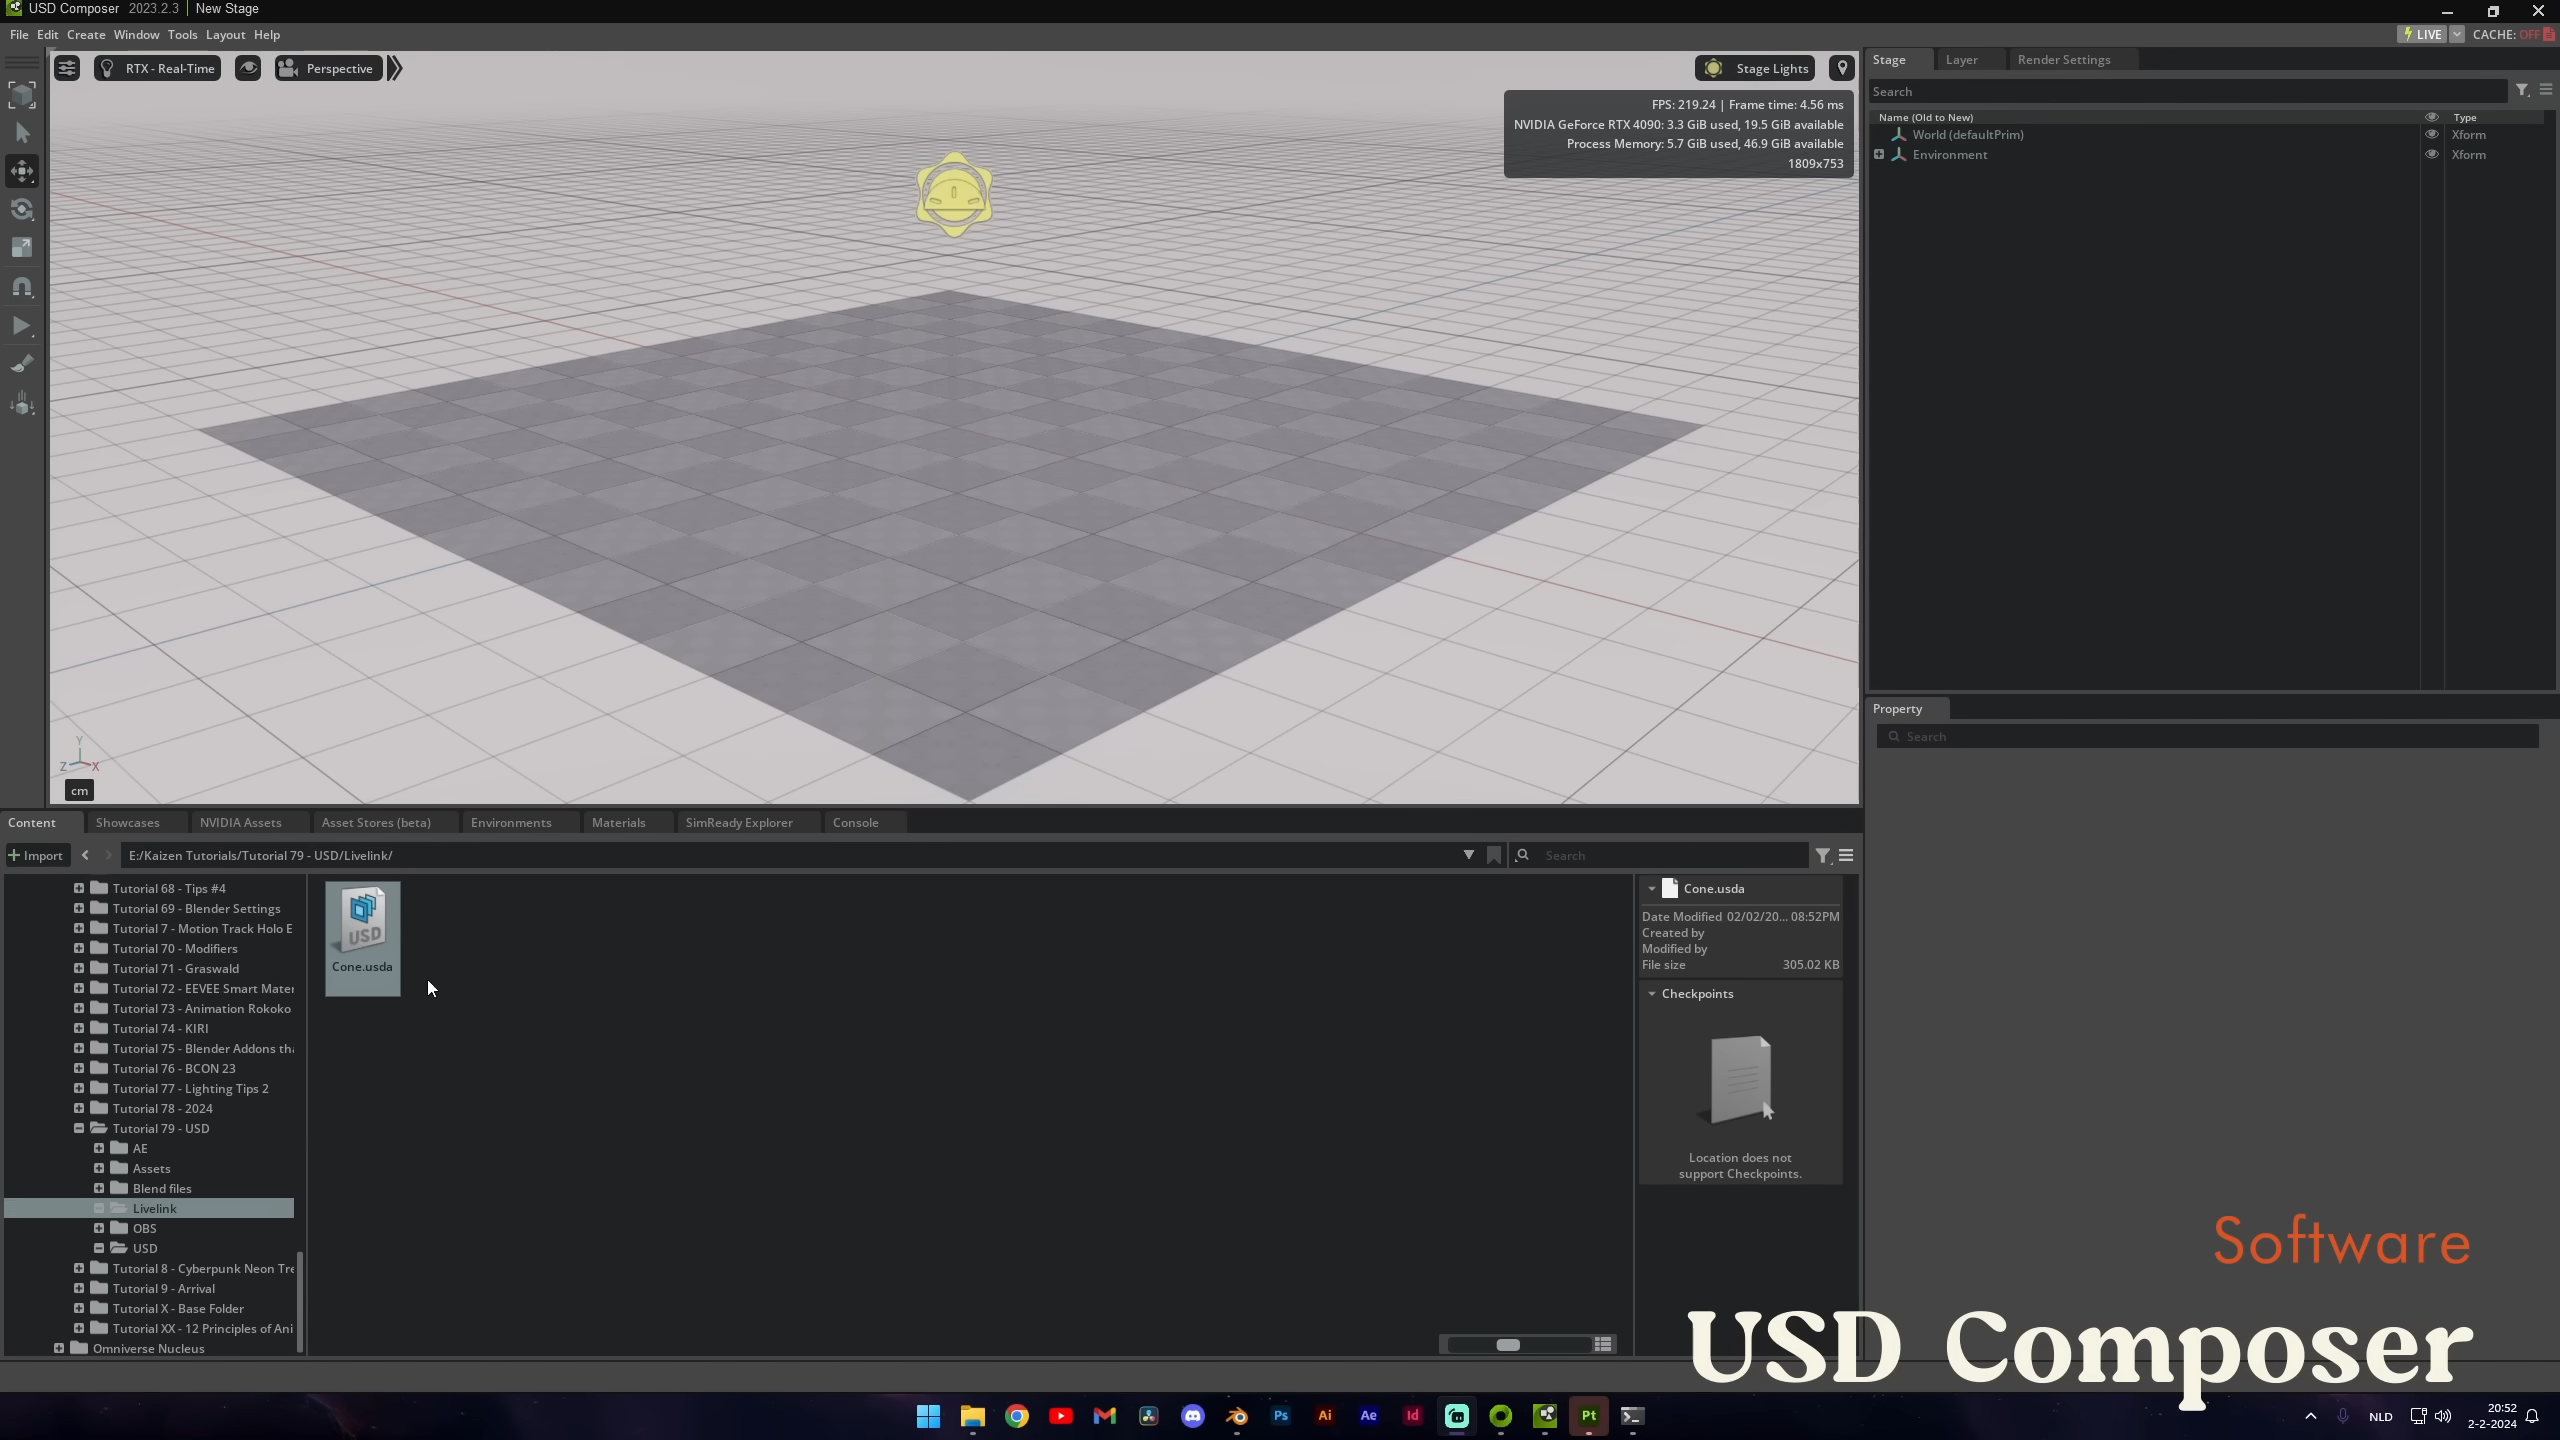 USD Composer 2023.2.3 New Stage
File Edit Create Window Tools Layout Help
LIVE CACHE: OFF
RTX - Real-Time Perspective Stage Lights
FPS: 219.24 | Frame time: 4.56 ms
NVIDIA GeForce RTX 4090: 3.3 GiB used, 19.5 GiB available
Process Memory: 5.7 GiB used, 46.9 GiB available
1809x753
Y
Z X
cm
Stage Layer Render Settings
Search
Name (Old to New) Type
World (defaultPrim) Xform
Environment Xform
Property
Search
Content Showcases NVIDIA Assets Asset Stores (beta) Environments Materials SimReady Explorer Console
Import E:/Kaizen Tutorials/Tutorial 79 - USD/Livelink/ Search
Tutorial 68 - Tips #4
Tutorial 69 - Blender Settings
Tutorial 7 - Motion Track Holo E
Tutorial 70 - Modifiers
Tutorial 71 - Graswald
Tutorial 72 - EEVEE Smart Mater
Tutorial 73 - Animation Rokoko
Tutorial 74 - KIRI
Tutorial 75 - Blender Addons tha
Tutorial 76 - BCON 23
Tutorial 77 - Lighting Tips 2
Tutorial 78 - 2024
Tutorial 79 - USD
AE
Assets
Blend files
Livelink
OBS
USD
Tutorial 8 - Cyberpunk Neon Tre
Tutorial 9 - Arrival
Tutorial X - Base Folder
Tutorial XX - 12 Principles of Ani
Omniverse Nucleus
USD
Cone.usda
Cone.usda
Date Modified 02/02/20... 08:52PM
Created by
Modified by
File size 305.02 KB
Checkpoints
Location does not
support Checkpoints.
Software
USD Composer
Ps Ai Ae Id Pt
NLD
20:52
2-2-2024